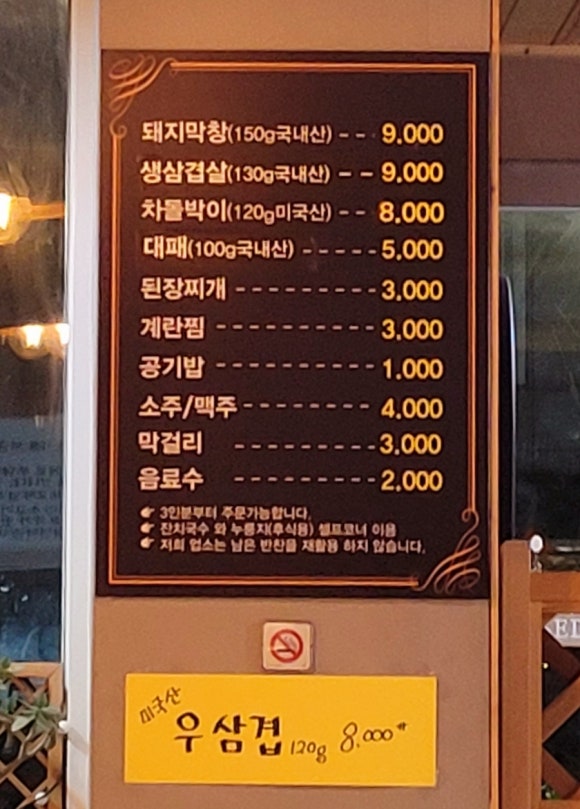 돼지막창(150g국내산) -- 9.000
생삼겹살(130g국내산) -- 9.000
차돌박이(120g미국산) -- 8.000
대패(100g국내산) ----- 5.000
된장찌개 --------- 3.000
계란찜 ---------- 3.000
공기밥 ---------- 1.000
소주/맥주 -------- 4.000
막걸리 --------- 3.000
음료수 --------- 2.000
☛ 3인분부터 주문가능합니다.
☛ 잔치국수 와 누룽지(후식용) 셀프코너 이용
☛ 저희 업소는 남은 반찬을 재활용 하지 않습니다.
미국산
우삼겹 120g 8.000
ED